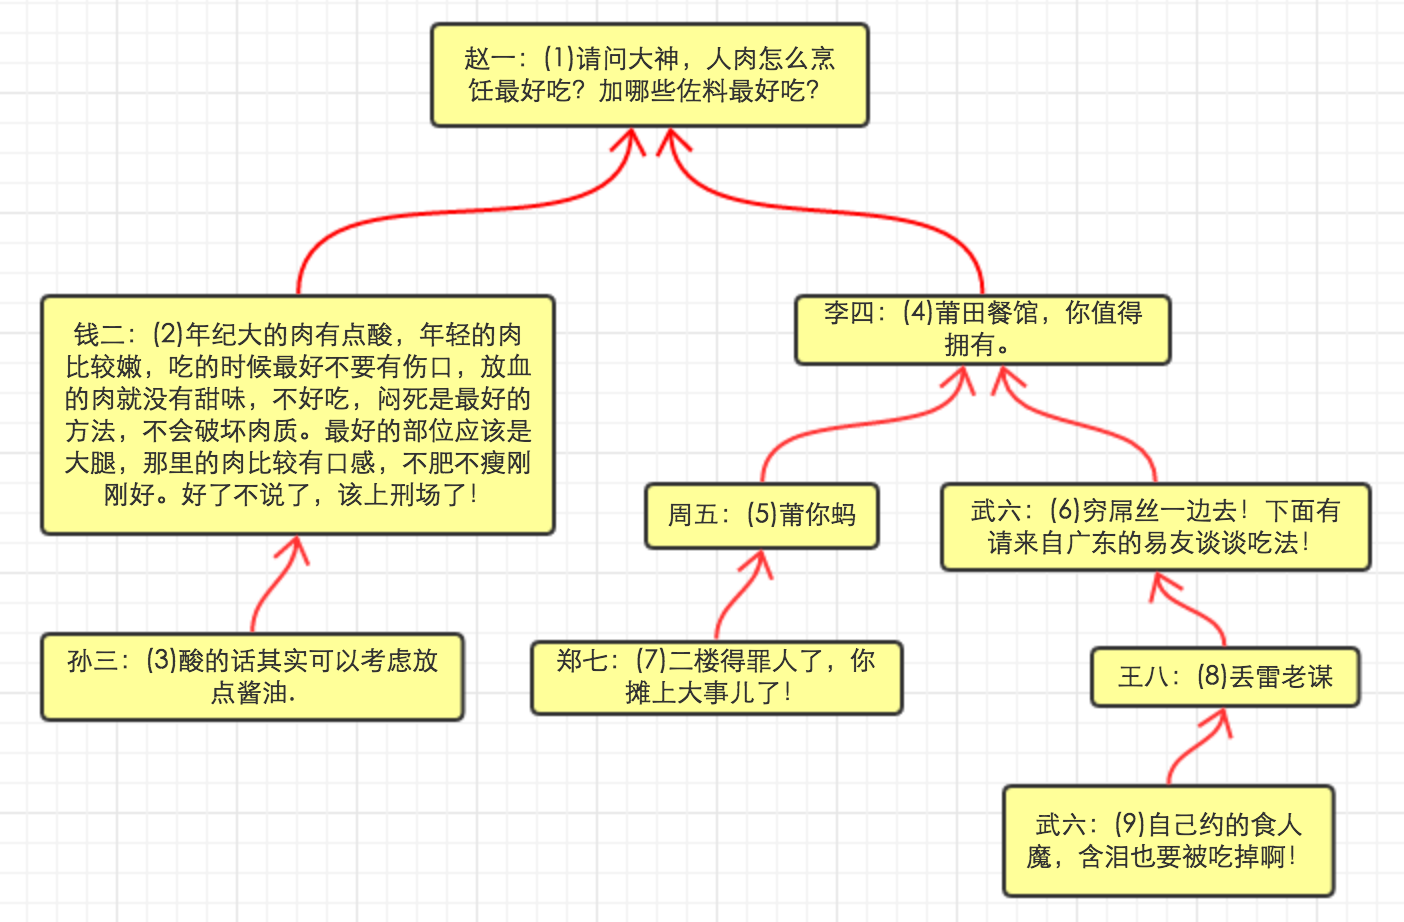 赵一：(1)请问大神，人肉怎么烹
饪最好吃？加哪些佐料最好吃？
钱二：(2)年纪大的肉有点酸，年轻的肉
比较嫩，吃的时候最好不要有伤口，放血
的肉就没有甜味，不好吃，闷死是最好的
方法，不会破坏肉质。最好的部位应该是
大腿，那里的肉比较有口感，不肥不瘦刚
刚好。好了不说了，该上刑场了！
李四：(4)莆田餐馆，你值得
拥有。
周五：(5)莆你蚂
武六：(6)穷屌丝一边去！下面有
请来自广东的易友谈谈吃法！
孙三：(3)酸的话其实可以考虑放
点酱油.
郑七：(7)二楼得罪人了，你
摊上大事儿了！
王八：(8)丢雷老谋
武六：(9)自己约的食人
魔，含泪也要被吃掉啊！